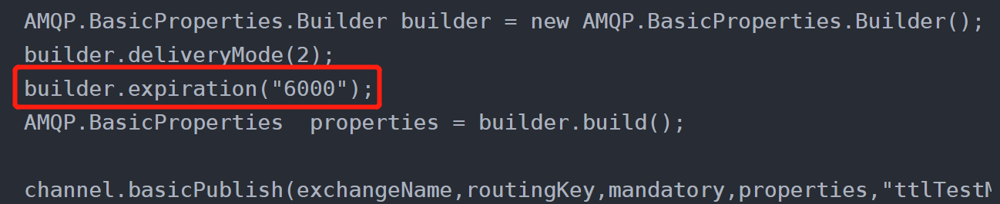 AMQP.BasicProperties.Builder builder = new AMQP.BasicProperties.Builder();
builder.deliveryMode(2);
builder.expiration("6000");
AMQP.BasicProperties  properties = builder.build();
channel.basicPublish(exchangeName,routingKey,mandatory,properties,"ttlTest